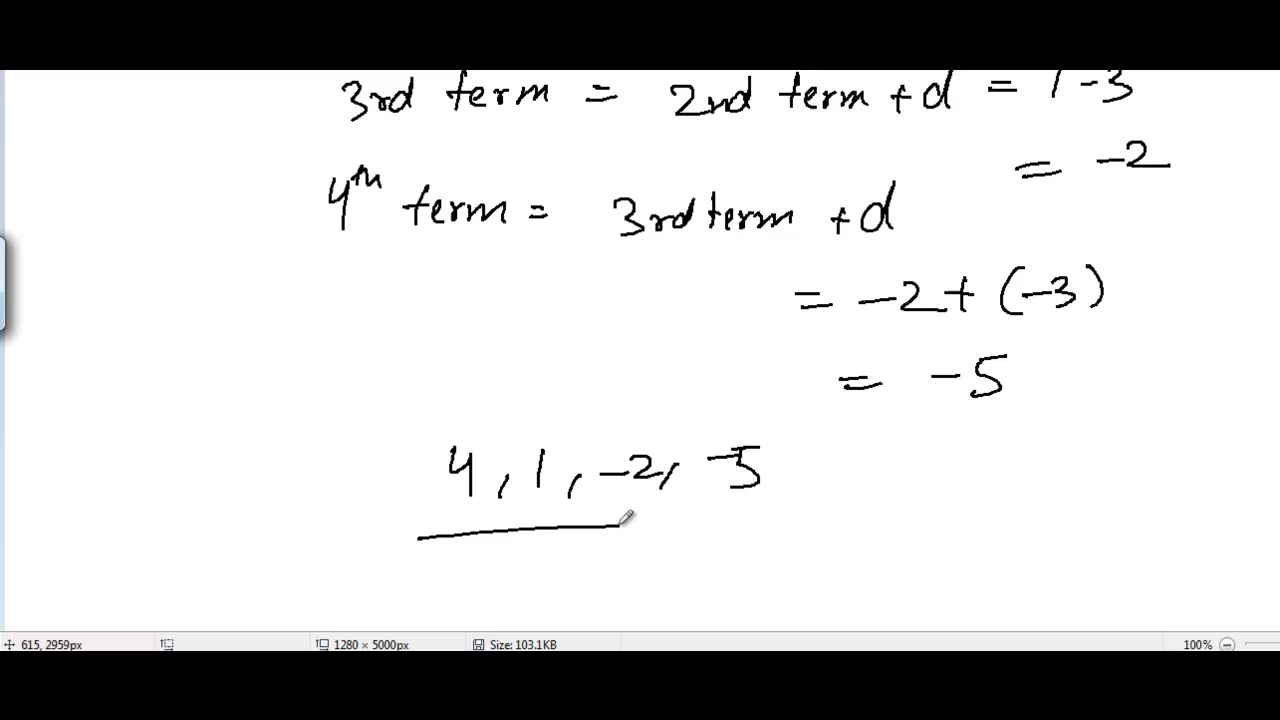 3rd term = 2nd term + d = 1 - 3
= -2
4th term = 3rd term + d
= -2 + (-3)
= -5
4, 1, -2, -5
615, 2959px 1280 × 5000px Size: 103.1KB 100%